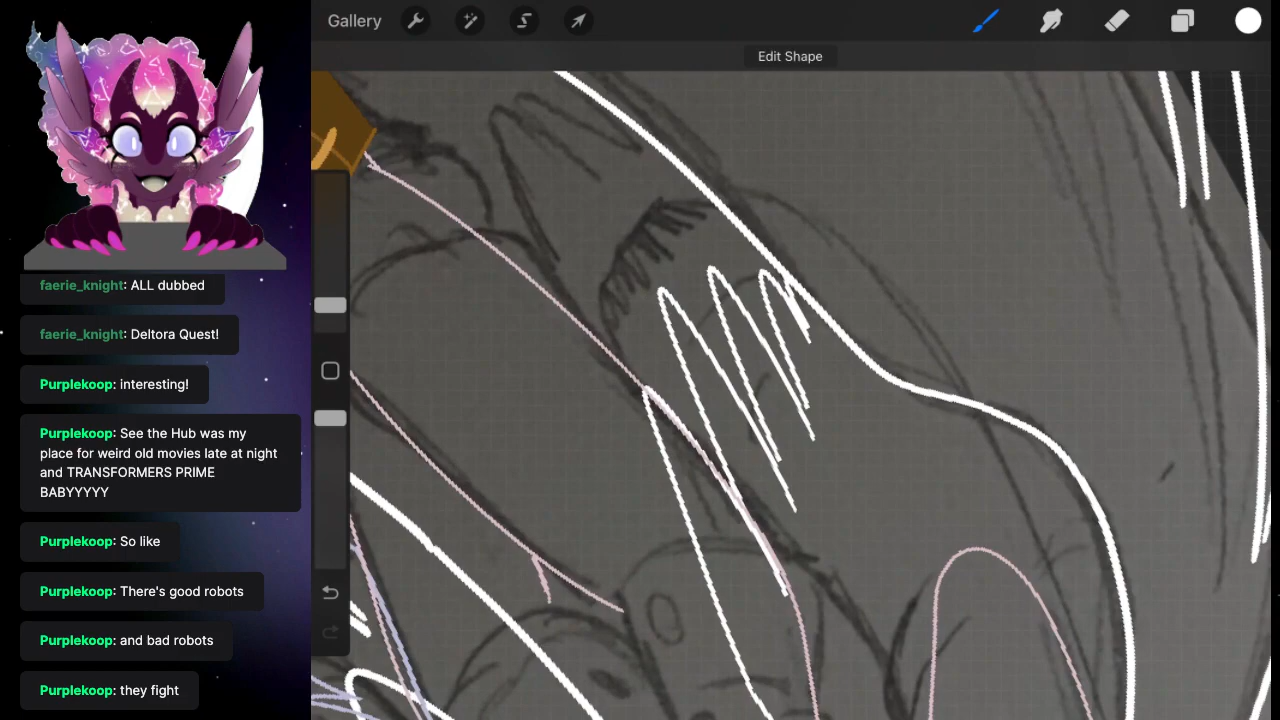 Gallery
Edit Shape
faerie_knight: ALL dubbed
faerie_knight: Deltora Quest!
Purplekoop: interesting!
Purplekoop: See the Hub was my
place for weird old movies late at night
and TRANSFORMERS PRIME
BABYYYYY
Purplekoop: So like
Purplekoop: There's good robots
Purplekoop: and bad robots
Purplekoop: they fight